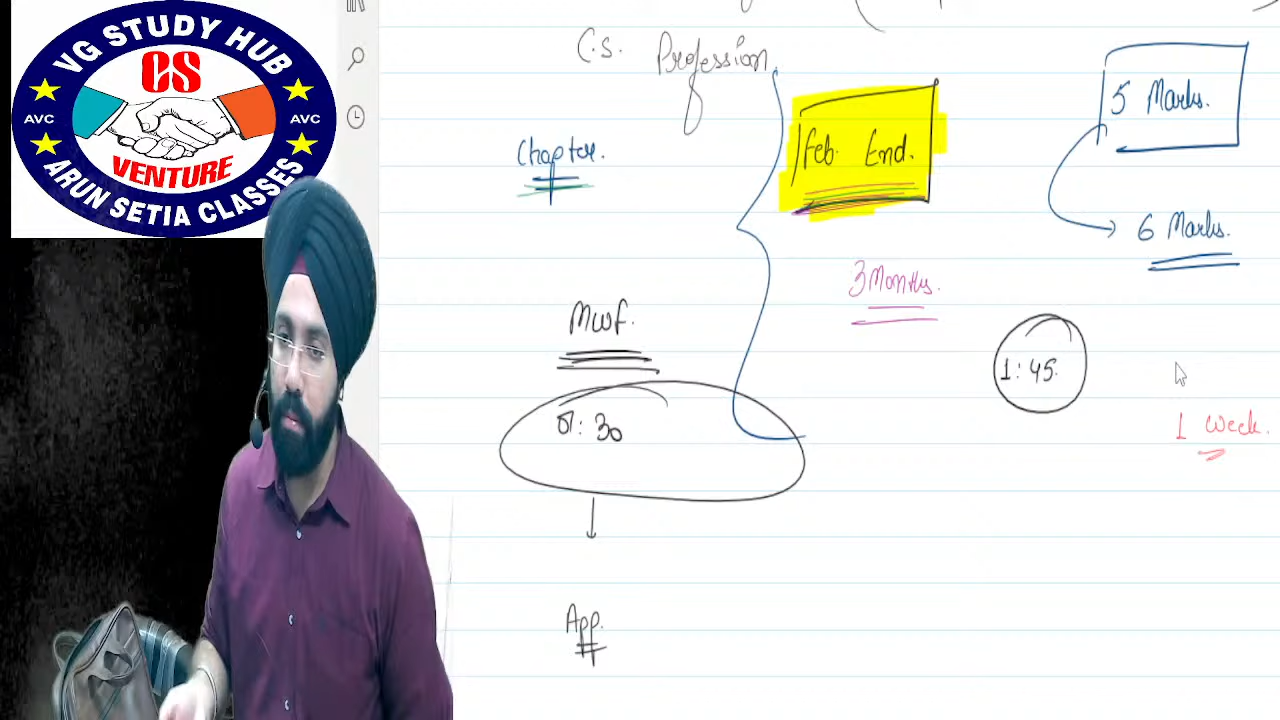 VG STUDY HUB
CS
AVC
AVC
VENTURE
ARUN SETIA CLASSES
C.S. Profession
Chapter.
Feb. End.
5 Marks.
6 Marks.
3 Months.
Mwf.
1:45.
1 week.
: 30
App.